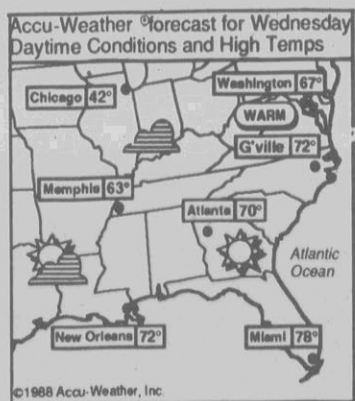 Accu-Weather ®forecast for Wednesday
Daytime Conditions and High Temps
Washington 67°
Chicago 42°
WARM
G'ville 72°
Memphis 63°
Atlanta 70°
Atlantic
Ocean
New Orleans 72°
Miami 78°
©1988 Accu-Weather, Inc.